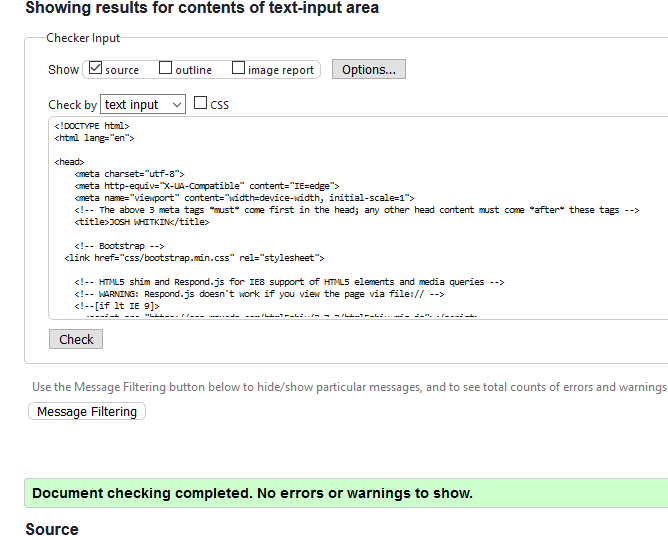 Showing results for contents of text-input area
Checker Input
Show source outline image report Options...
Check by text input CSS
<!DOCTYPE html>
<html lang="en">
<head>
<meta charset="utf-8">
<meta http-equiv="X-UA-Compatible" content="IE=edge">
<meta name="viewport" content="width=device-width, initial-scale=1">
<!-- The above 3 meta tags *must* come first in the head; any other head content must come *after* these tags -->
<title>JOSH WHITKIN</title>
<!-- Bootstrap -->
<link href="css/bootstrap.min.css" rel="stylesheet">
<!-- HTML5 shim and Respond.js for IE8 support of HTML5 elements and media queries -->
<!-- WARNING: Respond.js doesn't work if you view the page via file:// -->
<!--[if lt IE 9]>
Check
Use the Message Filtering button below to hide/show particular messages, and to see total counts of errors and warnings
Message Filtering
Document checking completed. No errors or warnings to show.
Source